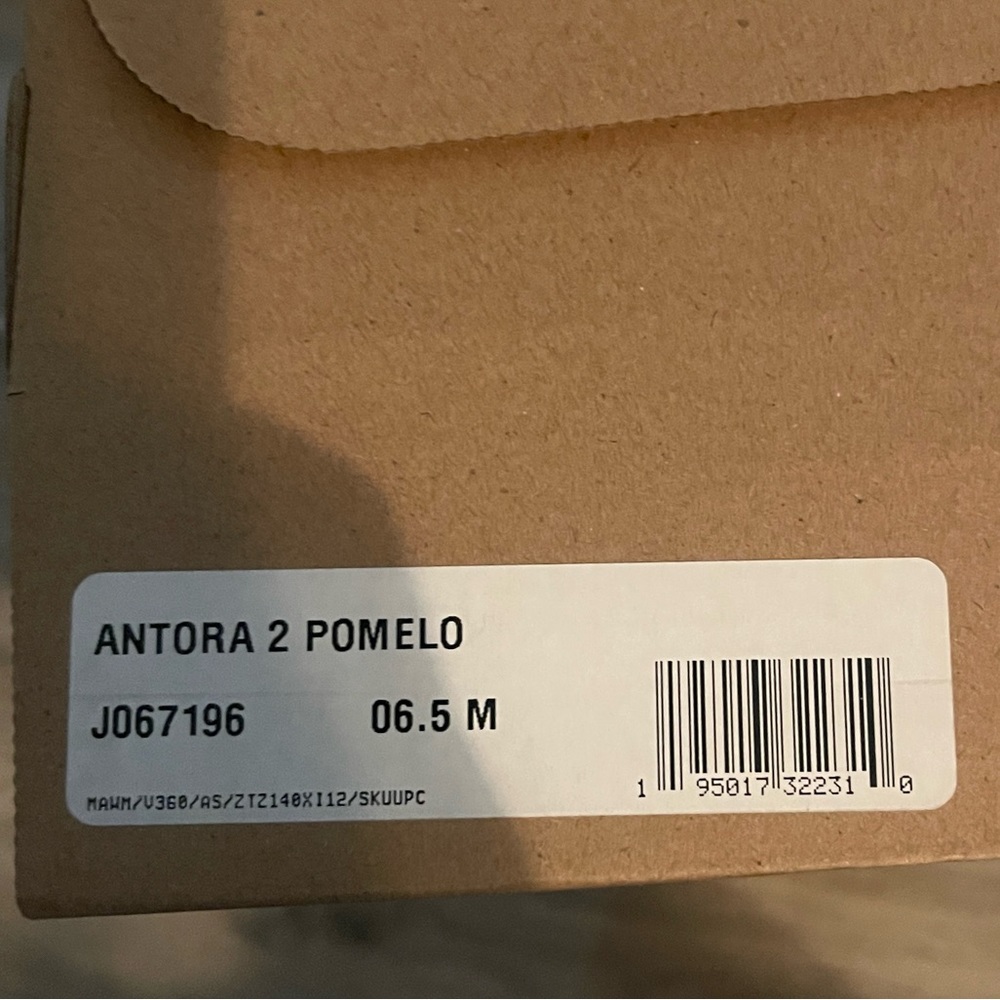 ANTORA 2 POMELO
J067196 06.5 M
MAWM/V360/AS/ZTZ140XI12/SKUUPC
1 95017 32231 0